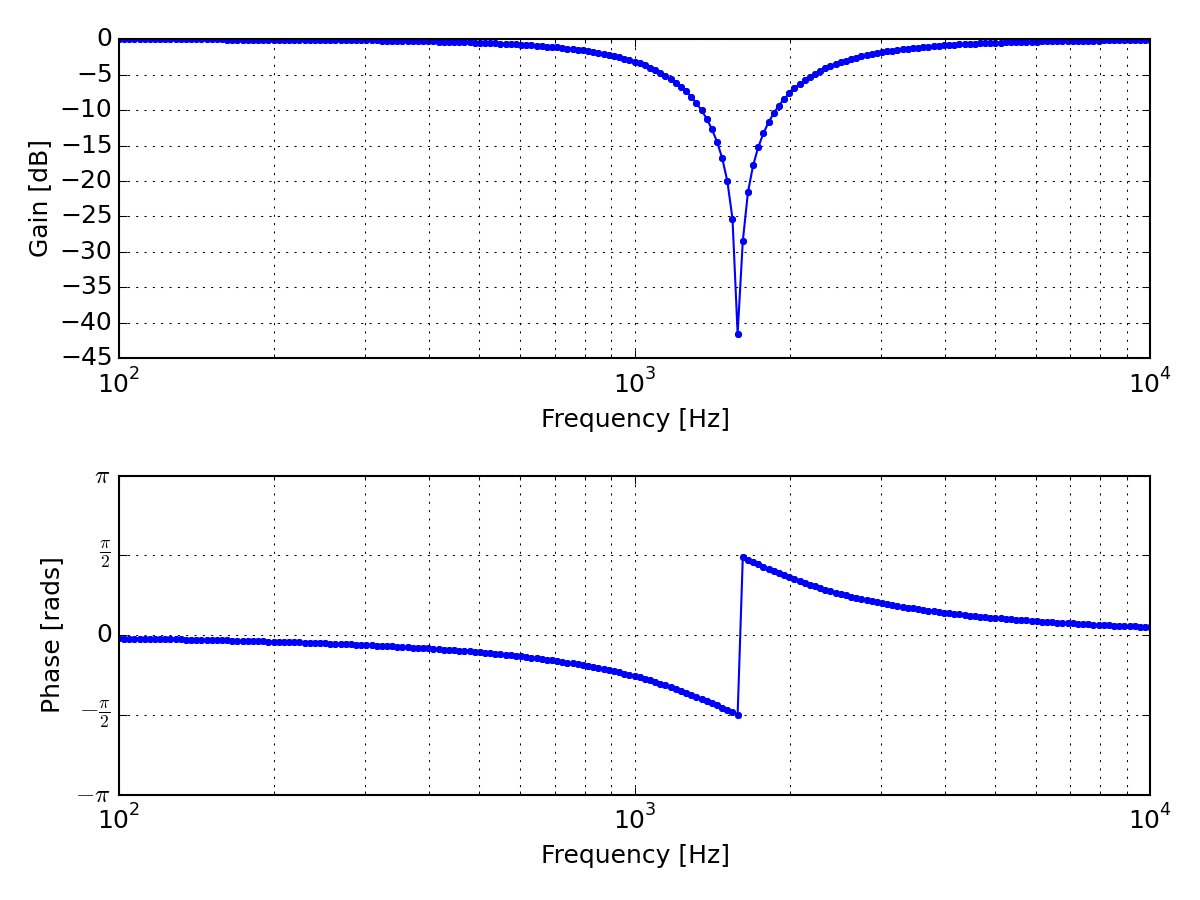 0
−5
−10
−15
−20
−25
−30
−35
−40
−45
Gain [dB]
10² 10³ 10⁴
Frequency [Hz]
π
π/2
0
−π/2
−π
Phase [rads]
10² 10³ 10⁴
Frequency [Hz]